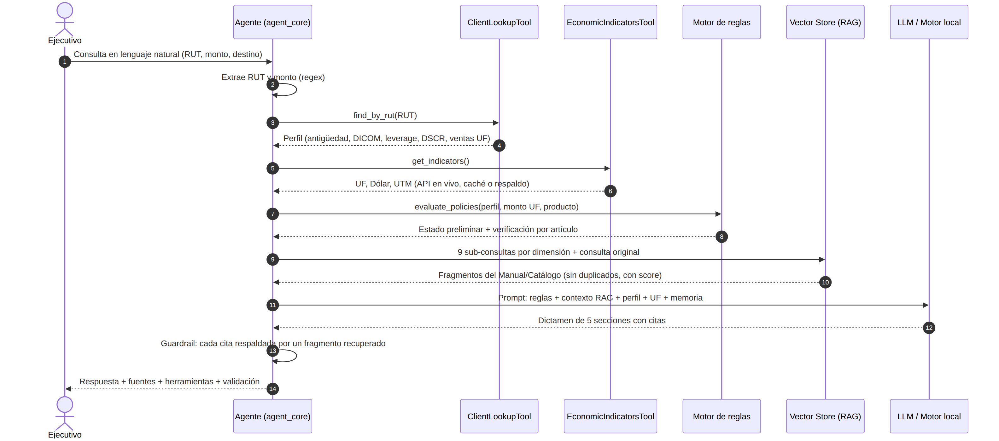 Agente (agent_core)
ClientLookupTool
EconomicIndicatorsTool
Motor de reglas
Vector Store (RAG)
LLM / Motor local
Ejecutivo
Consulta en lenguaje natural (RUT, monto, destino)
1
Extrae RUT y monto (regex)
2
find_by_rut(RUT)
3
Perfil (antigüedad, DICOM, leverage, DSCR, ventas UF)
4
get_indicators()
5
UF, Dólar, UTM (API en vivo, caché o respaldo)
6
evaluate_policies(perfil, monto UF, producto)
7
Estado preliminar + verificación por artículo
8
9 sub-consultas por dimensión + consulta original
9
Fragmentos del Manual/Catálogo (sin duplicados, con score)
10
Prompt: reglas + contexto RAG + perfil + UF + memoria
11
Dictamen de 5 secciones con citas
12
Guardrail: cada cita respaldada por un fragmento recuperado
13
Respuesta + fuentes + herramientas + validación
14
Agente (agent_core)
ClientLookupTool
EconomicIndicatorsTool
Motor de reglas
Vector Store (RAG)
LLM / Motor local
Ejecutivo